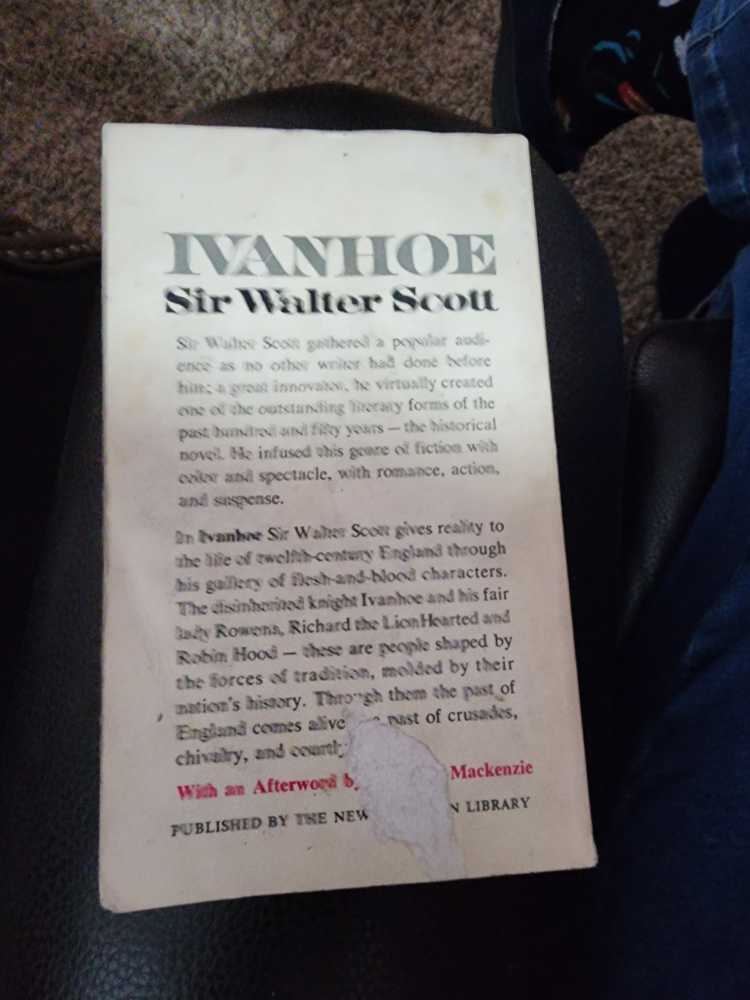 IVANHOE
Sir Walter Scott
Sir Walter Scott gathered a popular audi-
ence as no other writer had done before
him; a great innovator, he virtually created
one of the outstanding literary forms of the
past hundred and fifty years — the historical
novel. He infused this genre of fiction with
color and spectacle, with romance, action,
and suspense.
In Ivanhoe Sir Walter Scott gives reality to
the life of twelfth-century England through
his gallery of flesh-and-blood characters.
The disinherited knight Ivanhoe and his fair
lady Rowena, Richard the LionHearted and
Robin Hood — these are people shaped by
the forces of tradition, molded by their
nation's history. Through them the past of
England comes alive past of crusades,
chivalry, and
With an Afterword Mackenzie
PUBLISHED BY THE NEW LIBRARY